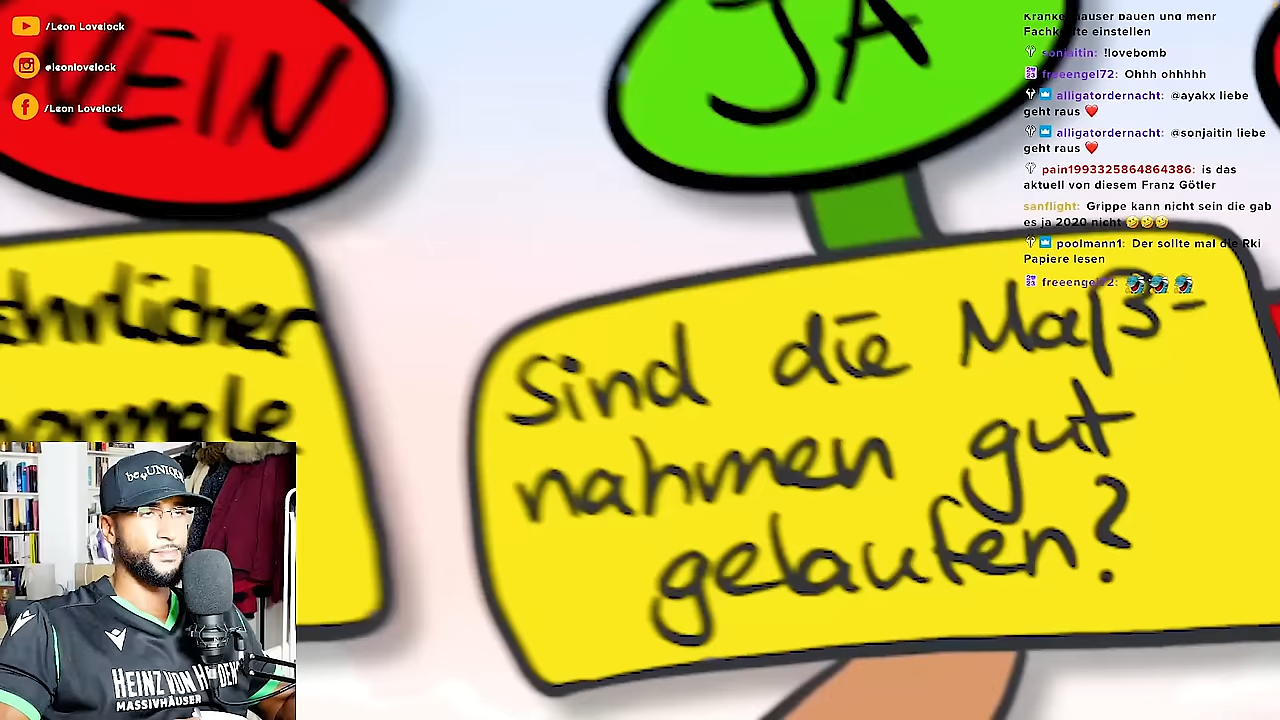 /Leon Lovelock
@leonlovelock
/Leon Lovelock
NEIN
JA
Sind die Maß-
nahmen gut
gelaufen?
normale
be UNIQUE
HEINZ VON HEIDEN
MASSIVHÄUSER
Krankenhäuser bauen und mehr
Fachkräfte einstellen
sonjaitin: !lovebomb
freeengel72: Ohhh ohhhhh
alligatordernacht: @ayakx liebe
geht raus ❤️
alligatordernacht: @sonjaitin liebe
geht raus ❤️
pain1993325864864386: is das
aktuell von diesem Franz Götler
sanflight: Grippe kann nicht sein die gab
es ja 2020 nicht 🤣🤣🤣
poolmann1: Der sollte mal die Rki
Papiere lesen
freeengel72: